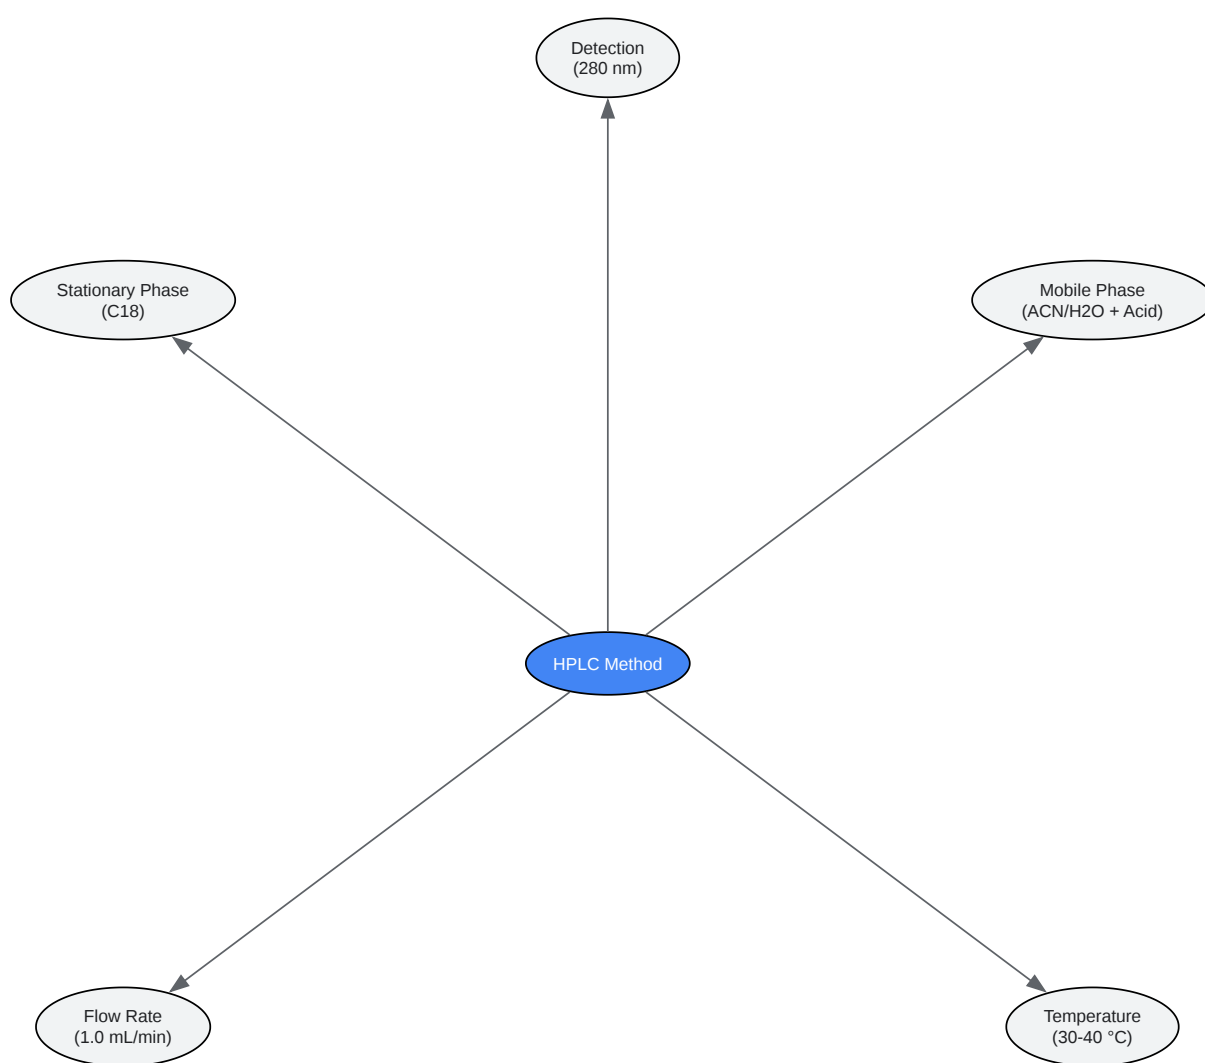 Detection
(280 nm)
Stationary Phase
(C18)
Mobile Phase
(ACN/H2O + Acid)
HPLC Method
Flow Rate
(1.0 mL/min)
Temperature
(30-40 °C)